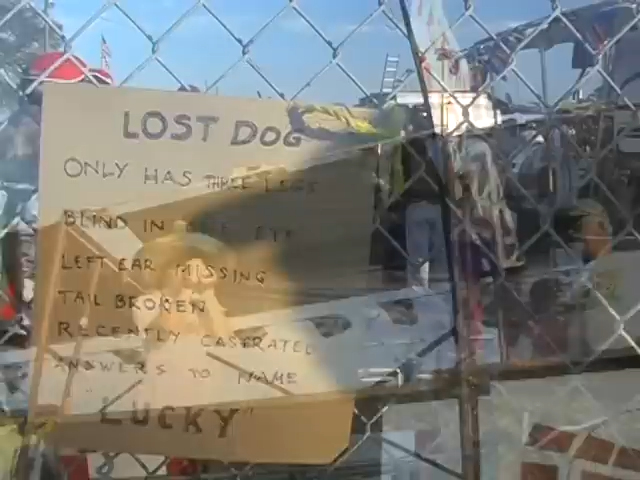 LOST DOG
ONLY HAS THREE LEGS
BLIND IN ONE EYE
LEFT EAR MISSING
TAIL BROKEN
RECENTLY CASTRATED
ANSWERS TO NAME
"LUCKY"